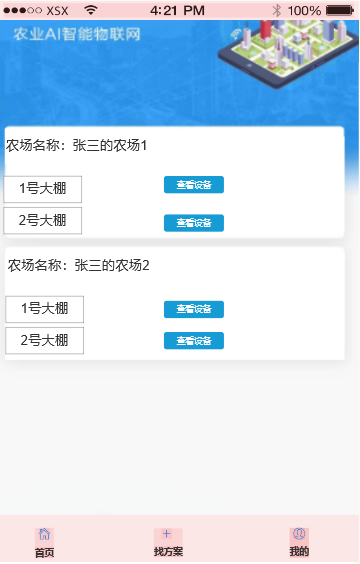 XSX 4:21 PM 100%
农业AI智能物联网
农场名称：张三的农场1
1号大棚 查看设备
2号大棚 查看设备
农场名称：张三的农场2
1号大棚 查看设备
2号大棚 查看设备
首页 找方案 我的